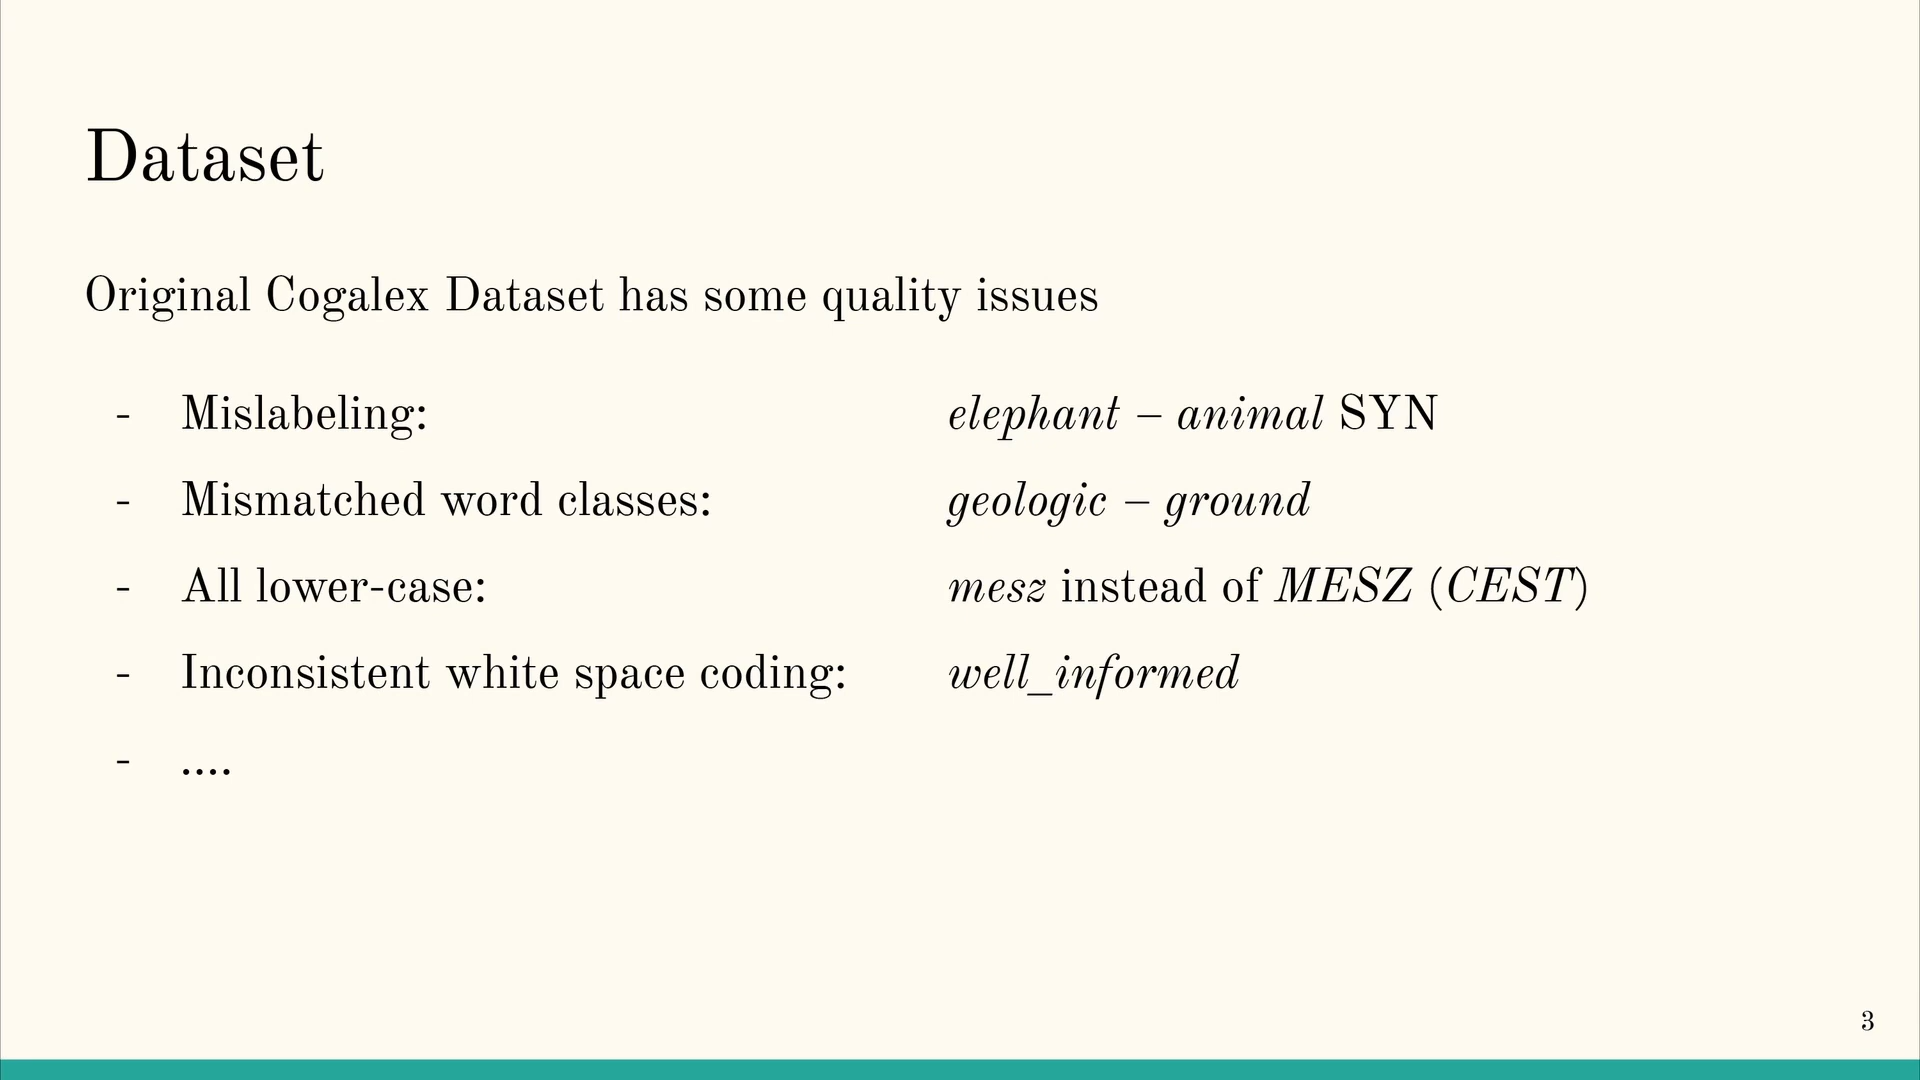 Dataset
Original Cogalex Dataset has some quality issues
- Mislabeling: elephant – animal SYN
- Mismatched word classes: geologic – ground
- All lower-case: mesz instead of MESZ (CEST)
- Inconsistent white space coding: well_informed
- ....
3